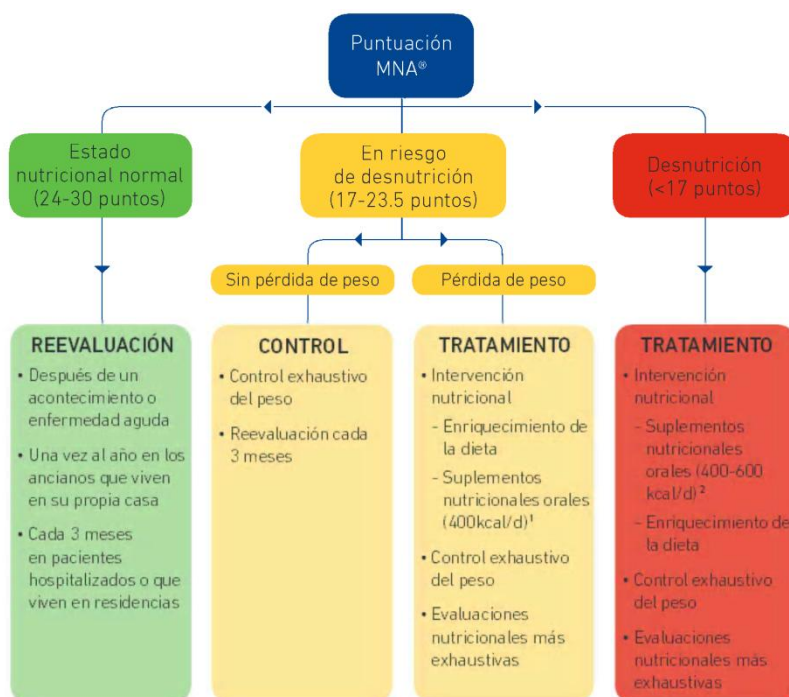 Puntuación
MNA®
Estado
nutricional normal
(24-30 puntos)
En riesgo
de desnutrición
(17-23.5 puntos)
Desnutrición
(<17 puntos)
Sin pérdida de peso
Pérdida de peso
REEVALUACIÓN
• Después de un
acontecimiento o
enfermedad aguda
• Una vez al año en los
ancianos que viven
en su propia casa
• Cada 3 meses
en pacientes
hospitalizados o que
viven en residencias
CONTROL
• Control exhaustivo
del peso
• Reevaluación cada
3 meses
TRATAMIENTO
• Intervención
nutricional
- Enriquecimiento de
la dieta
- Suplementos
nutricionales orales
(400kcal/d)¹
• Control exhaustivo
del peso
• Evaluaciones
nutricionales más
exhaustivas
TRATAMIENTO
• Intervención
nutricional
- Suplementos
nutricionales
orales (400-600
kcal/d)²
- Enriquecimiento de
la dieta
• Control exhaustivo
del peso
• Evaluaciones
nutricionales más
exhaustivas